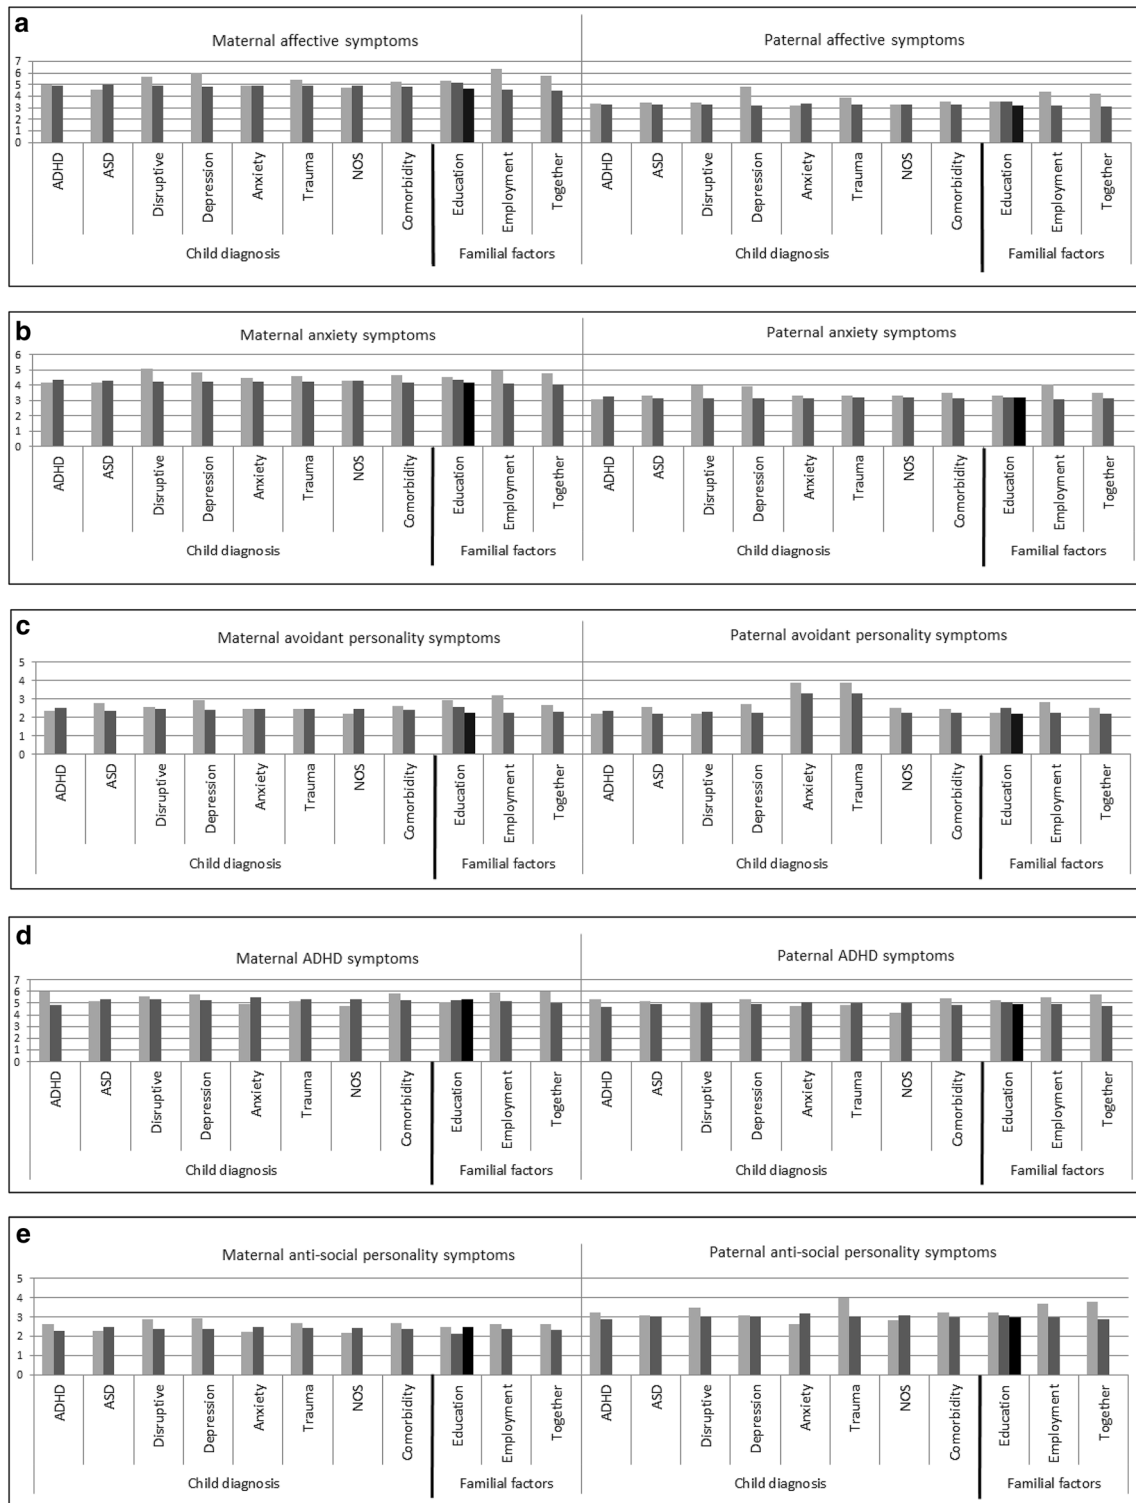 a
Maternal affective symptoms Paternal affective symptoms
7
6
5
4
3
2
1
0
ADHD ASD Disruptive Depression Anxiety Trauma NOS Comorbidity Education Employment Together ADHD ASD Disruptive Depression Anxiety Trauma NOS Comorbidity Education Employment Together
Child diagnosis Familial factors Child diagnosis Familial factors
b
Maternal anxiety symptoms Paternal anxiety symptoms
6
5
4
3
2
1
0
ADHD ASD Disruptive Depression Anxiety Trauma NOS Comorbidity Education Employment Together ADHD ASD Disruptive Depression Anxiety Trauma NOS Comorbidity Education Employment Together
Child diagnosis Familial factors Child diagnosis Familial factors
c
Maternal avoidant personality symptoms Paternal avoidant personality symptoms
5
4
3
2
1
0
ADHD ASD Disruptive Depression Anxiety Trauma NOS Comorbidity Education Employment Together ADHD ASD Disruptive Depression Anxiety Trauma NOS Comorbidity Education Employment Together
Child diagnosis Familial factors Child diagnosis Familial factors
d
Maternal ADHD symptoms Paternal ADHD symptoms
7
6
5
4
3
2
1
0
ADHD ASD Disruptive Depression Anxiety Trauma NOS Comorbidity Education Employment Together ADHD ASD Disruptive Depression Anxiety Trauma NOS Comorbidity Education Employment Together
Child diagnosis Familial factors Child diagnosis Familial factors
e
Maternal anti-social personality symptoms Paternal anti-social personality symptoms
5
4
3
2
1
0
ADHD ASD Disruptive Depression Anxiety Trauma NOS Comorbidity Education Employment Together ADHD ASD Disruptive Depression Anxiety Trauma NOS Comorbidity Education Employment Together
Child diagnosis Familial factors Child diagnosis Familial factors